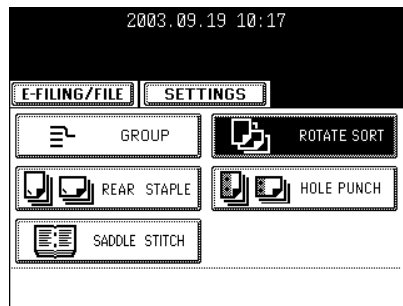 2003.09.19 10:17
E-FILING/FILE SETTINGS
GROUP ROTATE SORT
REAR STAPLE HOLE PUNCH
SADDLE STITCH